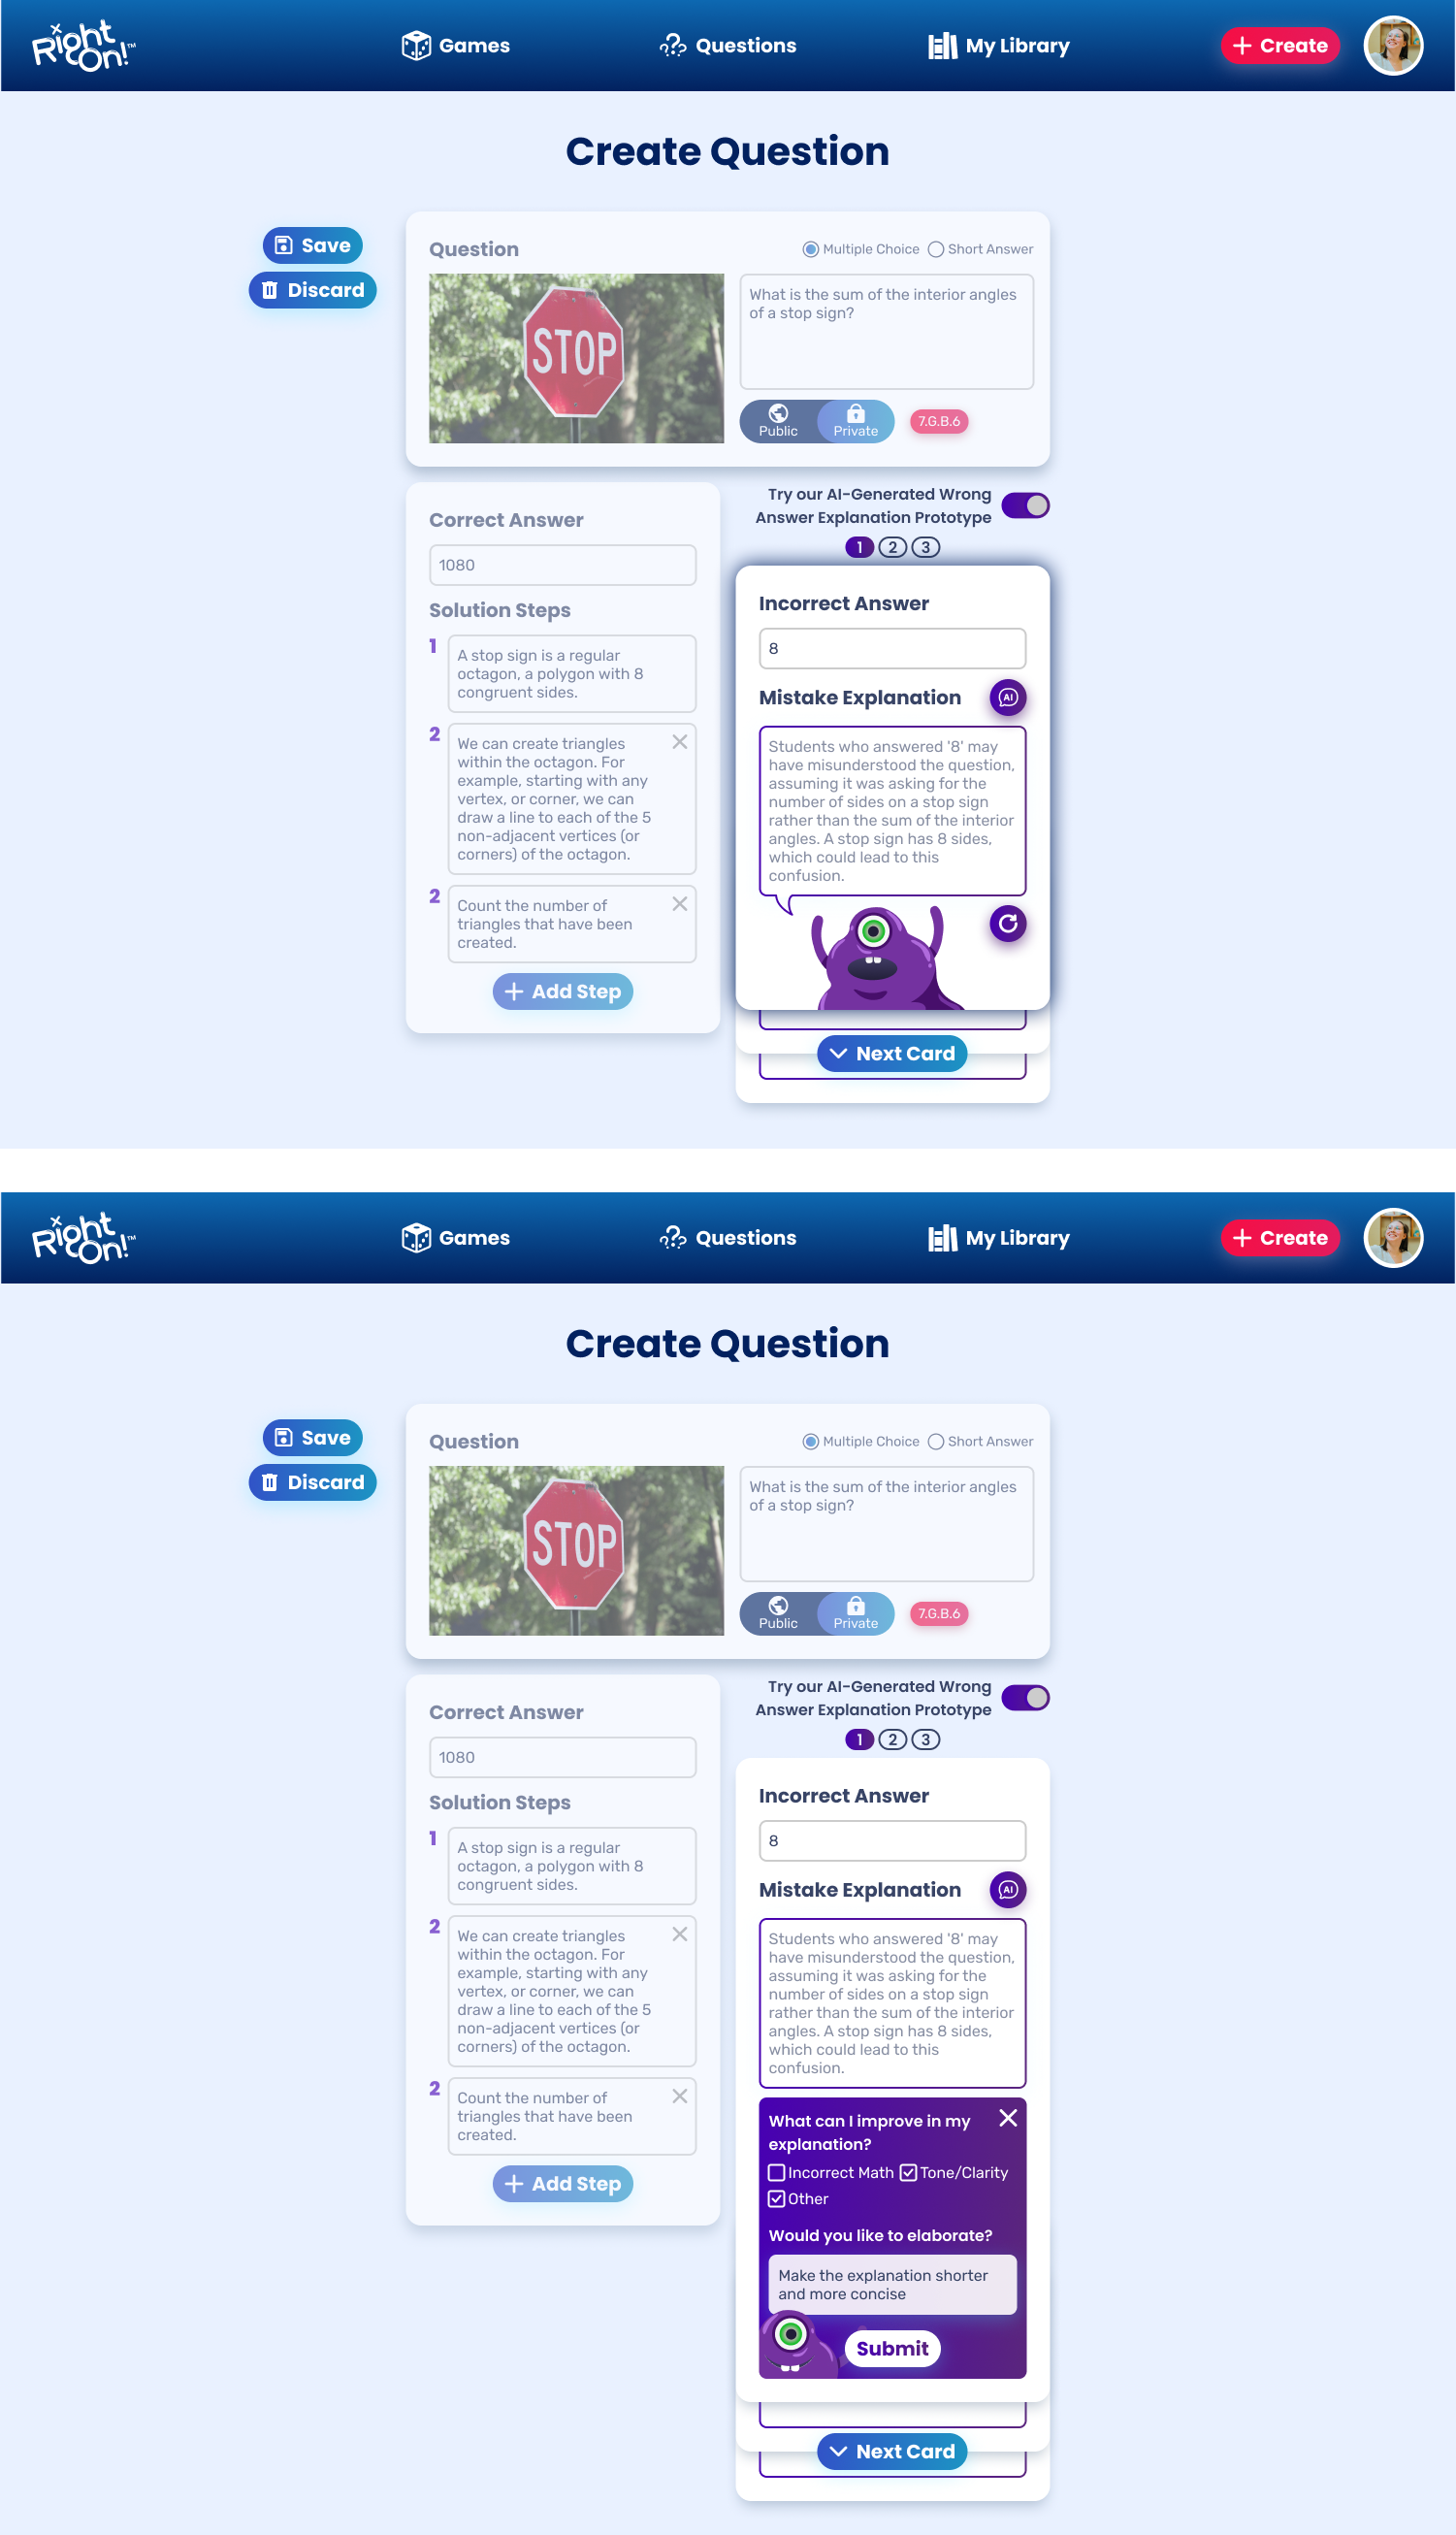 Right On!™
Games
Questions
My Library
Create
Create Question
Save
Discard
Question
Multiple Choice
Short Answer
STOP
What is the sum of the interior angles
of a stop sign?
Public
Private
7.G.B.6
Correct Answer
1080
Solution Steps
1
A stop sign is a regular
octagon, a polygon with 8
congruent sides.
2
We can create triangles
within the octagon. For
example, starting with any
vertex, or corner, we can
draw a line to each of the 5
non-adjacent vertices (or
corners) of the octagon.
2
Count the number of
triangles that have been
created.
Add Step
Try our AI-Generated Wrong
Answer Explanation Prototype
1 2 3
Incorrect Answer
8
Mistake Explanation
AI
Students who answered '8' may
have misunderstood the question,
assuming it was asking for the
number of sides on a stop sign
rather than the sum of the interior
angles. A stop sign has 8 sides,
which could lead to this
confusion.
Next Card
Right On!™
Games
Questions
My Library
Create
Create Question
Save
Discard
Question
Multiple Choice
Short Answer
STOP
What is the sum of the interior angles
of a stop sign?
Public
Private
7.G.B.6
Correct Answer
1080
Solution Steps
1
A stop sign is a regular
octagon, a polygon with 8
congruent sides.
2
We can create triangles
within the octagon. For
example, starting with any
vertex, or corner, we can
draw a line to each of the 5
non-adjacent vertices (or
corners) of the octagon.
2
Count the number of
triangles that have been
created.
Add Step
Try our AI-Generated Wrong
Answer Explanation Prototype
1 2 3
Incorrect Answer
8
Mistake Explanation
AI
Students who answered '8' may
have misunderstood the question,
assuming it was asking for the
number of sides on a stop sign
rather than the sum of the interior
angles. A stop sign has 8 sides,
which could lead to this
confusion.
What can I improve in my
explanation?
Incorrect Math
Tone/Clarity
Other
Would you like to elaborate?
Make the explanation shorter
and more concise
Submit
Next Card